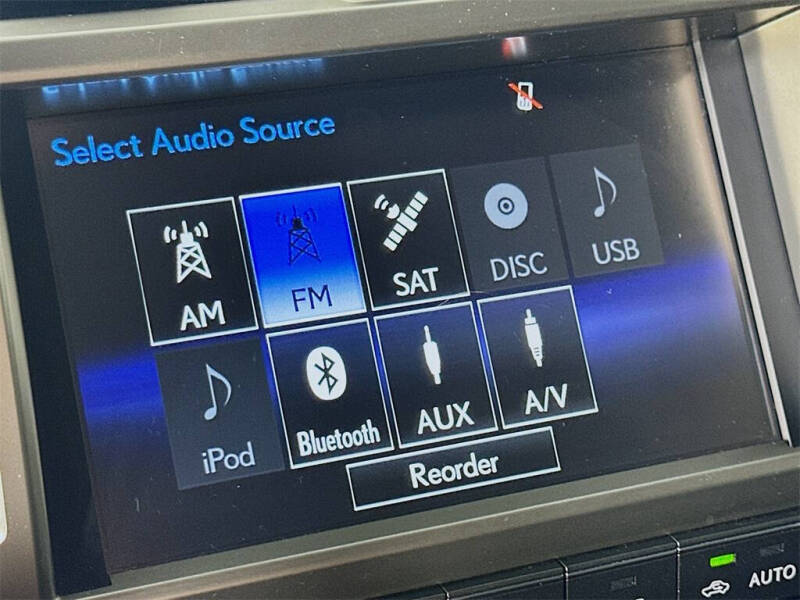 Select Audio Source
AM
FM
SAT
DISC
USB
iPod
Bluetooth
AUX
A/V
Reorder
AUTO